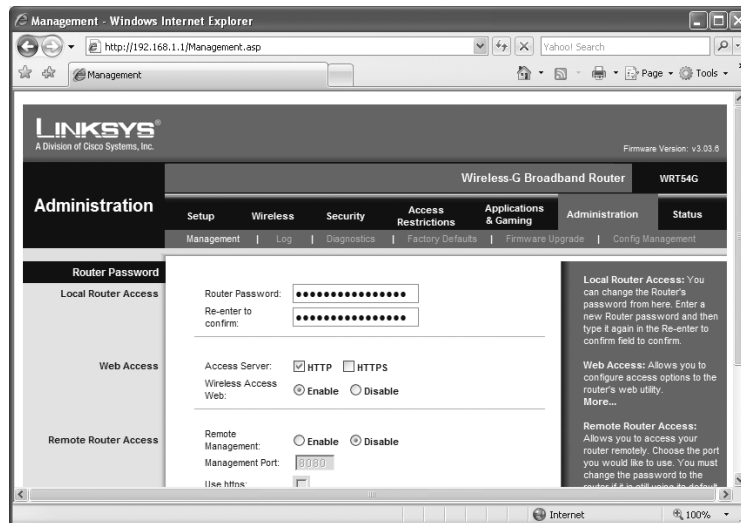 Management - Windows Internet Explorer
http://192.168.1.1/Management.asp
Yahoo! Search
Management
Page
Tools
LINKSYS®
A Division of Cisco Systems, Inc.
Firmware Version: v3.03.6
Wireless-G Broadband Router WRT54G
Administration
Setup Wireless Security Access Restrictions Applications & Gaming Administration Status
Management | Log | Diagnostics | Factory Defaults | Firmware Upgrade | Config Management
Router Password
Local Router Access
Router Password:
Re-enter to
confirm:
Web Access
Access Server: HTTP HTTPS
Wireless Access
Web: Enable Disable
Remote Router Access
Remote
Management: Enable Disable
Management Port: 8080
Use https:
Local Router Access: You
can change the Router's
password from here. Enter a
new Router password and then
type it again in the Re-enter to
confirm field to confirm.
Web Access: Allows you to
configure access options to the
router's web utility.
More...
Remote Router Access:
Allows you to access your
router remotely. Choose the port
you would like to use. You must
change the password to the
router if it is still using its default
Internet
100%